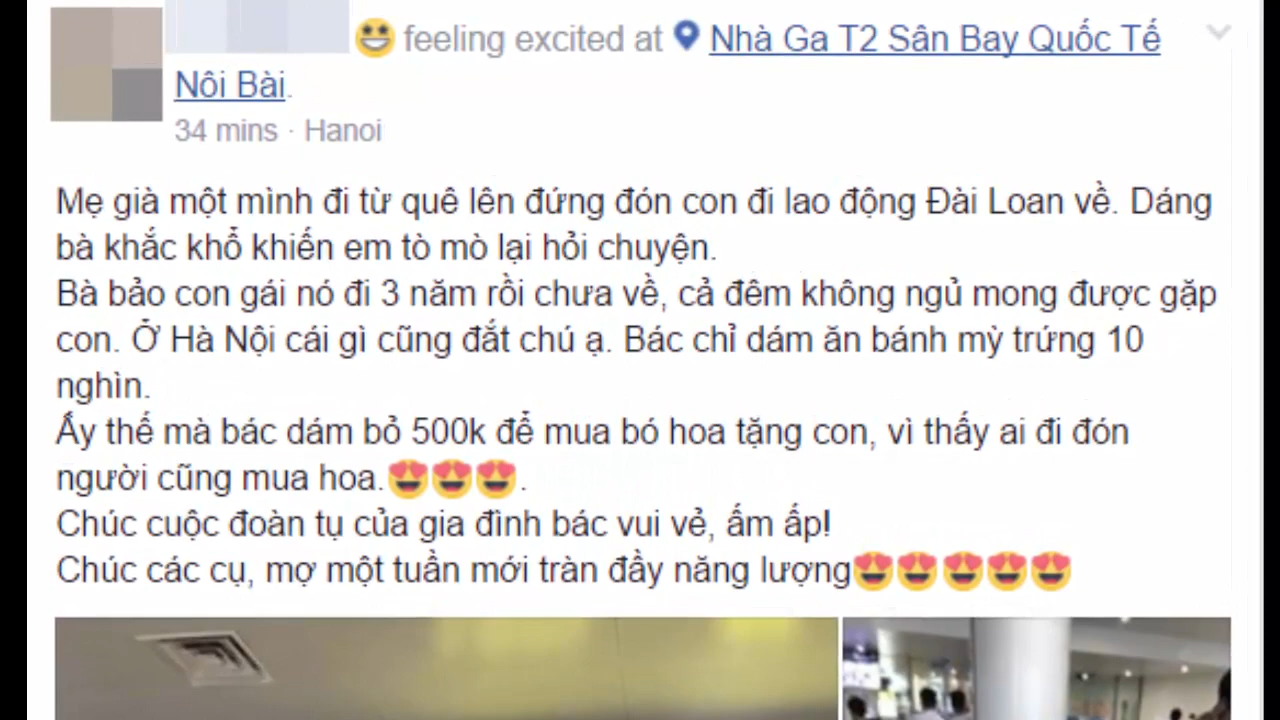 feeling excited at Nhà Ga T2 Sân Bay Quốc Tế
Nôi Bài.
34 mins · Hanoi
Mẹ già một mình đi từ quê lên đứng đón con đi lao động Đài Loan về. Dáng
bà khắc khổ khiến em tò mò lại hỏi chuyện.
Bà bảo con gái nó đi 3 năm rồi chưa về, cả đêm không ngủ mong được gặp
con. Ở Hà Nội cái gì cũng đắt chú ạ. Bác chỉ dám ăn bánh mỳ trứng 10
nghìn.
Ấy thế mà bác dám bỏ 500k để mua bó hoa tặng con, vì thấy ai đi đón
người cũng mua hoa.😍😍😍.
Chúc cuộc đoàn tụ của gia đình bác vui vẻ, ấm ấp!
Chúc các cụ, mợ một tuần mới tràn đầy năng lượng😍😍😍😍😍